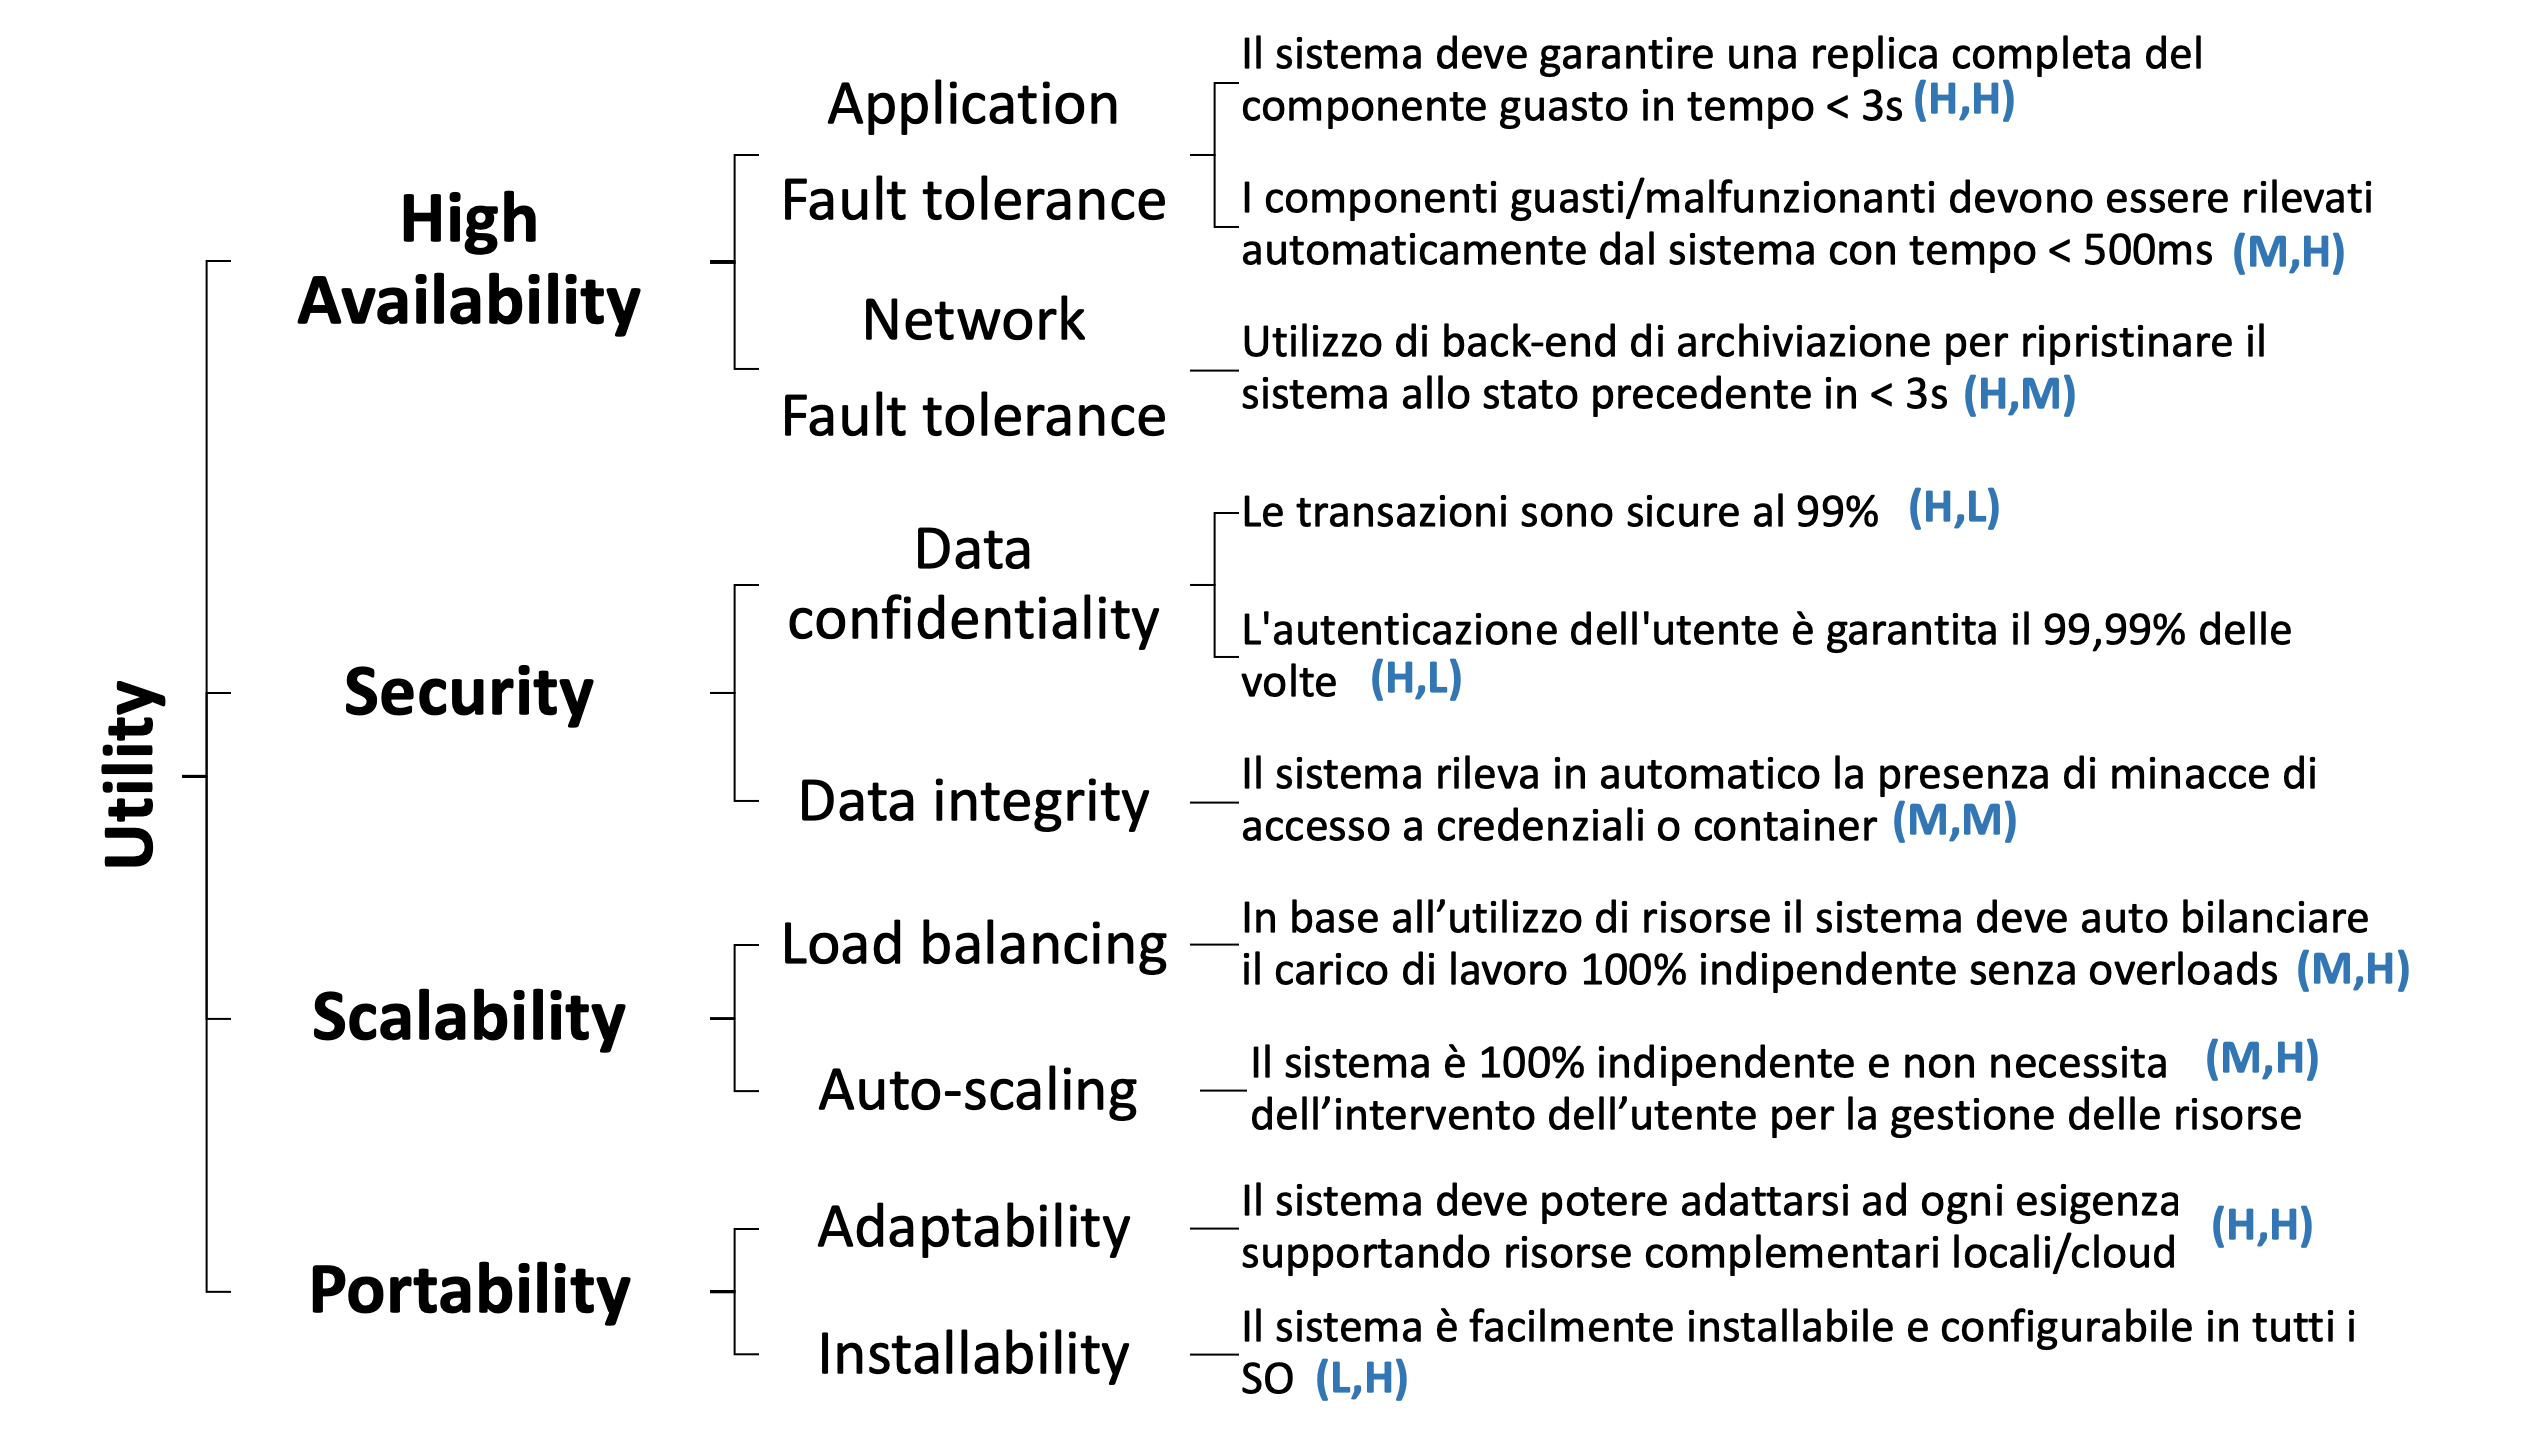 Utility
High
Availability
Application
Fault tolerance
Il sistema deve garantire una replica completa del
componente guasto in tempo < 3s (H,H)
I componenti guasti/malfunzionanti devono essere rilevati
automaticamente dal sistema con tempo < 500ms (M,H)
Network
Fault tolerance
Utilizzo di back-end di archiviazione per ripristinare il
sistema allo stato precedente in < 3s (H,M)
Security
Data
confidentiality
Le transazioni sono sicure al 99% (H,L)
L'autenticazione dell'utente è garantita il 99,99% delle
volte (H,L)
Data integrity
Il sistema rileva in automatico la presenza di minacce di
accesso a credenziali o container (M,M)
Scalability
Load balancing
In base all’utilizzo di risorse il sistema deve auto bilanciare
il carico di lavoro 100% indipendente senza overloads (M,H)
Auto-scaling
Il sistema è 100% indipendente e non necessita (M,H)
dell’intervento dell’utente per la gestione delle risorse
Portability
Adaptability
Il sistema deve potere adattarsi ad ogni esigenza
supportando risorse complementari locali/cloud (H,H)
Installability
Il sistema è facilmente installabile e configurabile in tutti i
SO (L,H)